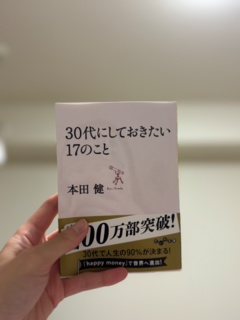 30代にしておきたい
17のこと
本田 健
00万部突破!
30代で人生の90%が決まる!
happy money
で世界へ進出!